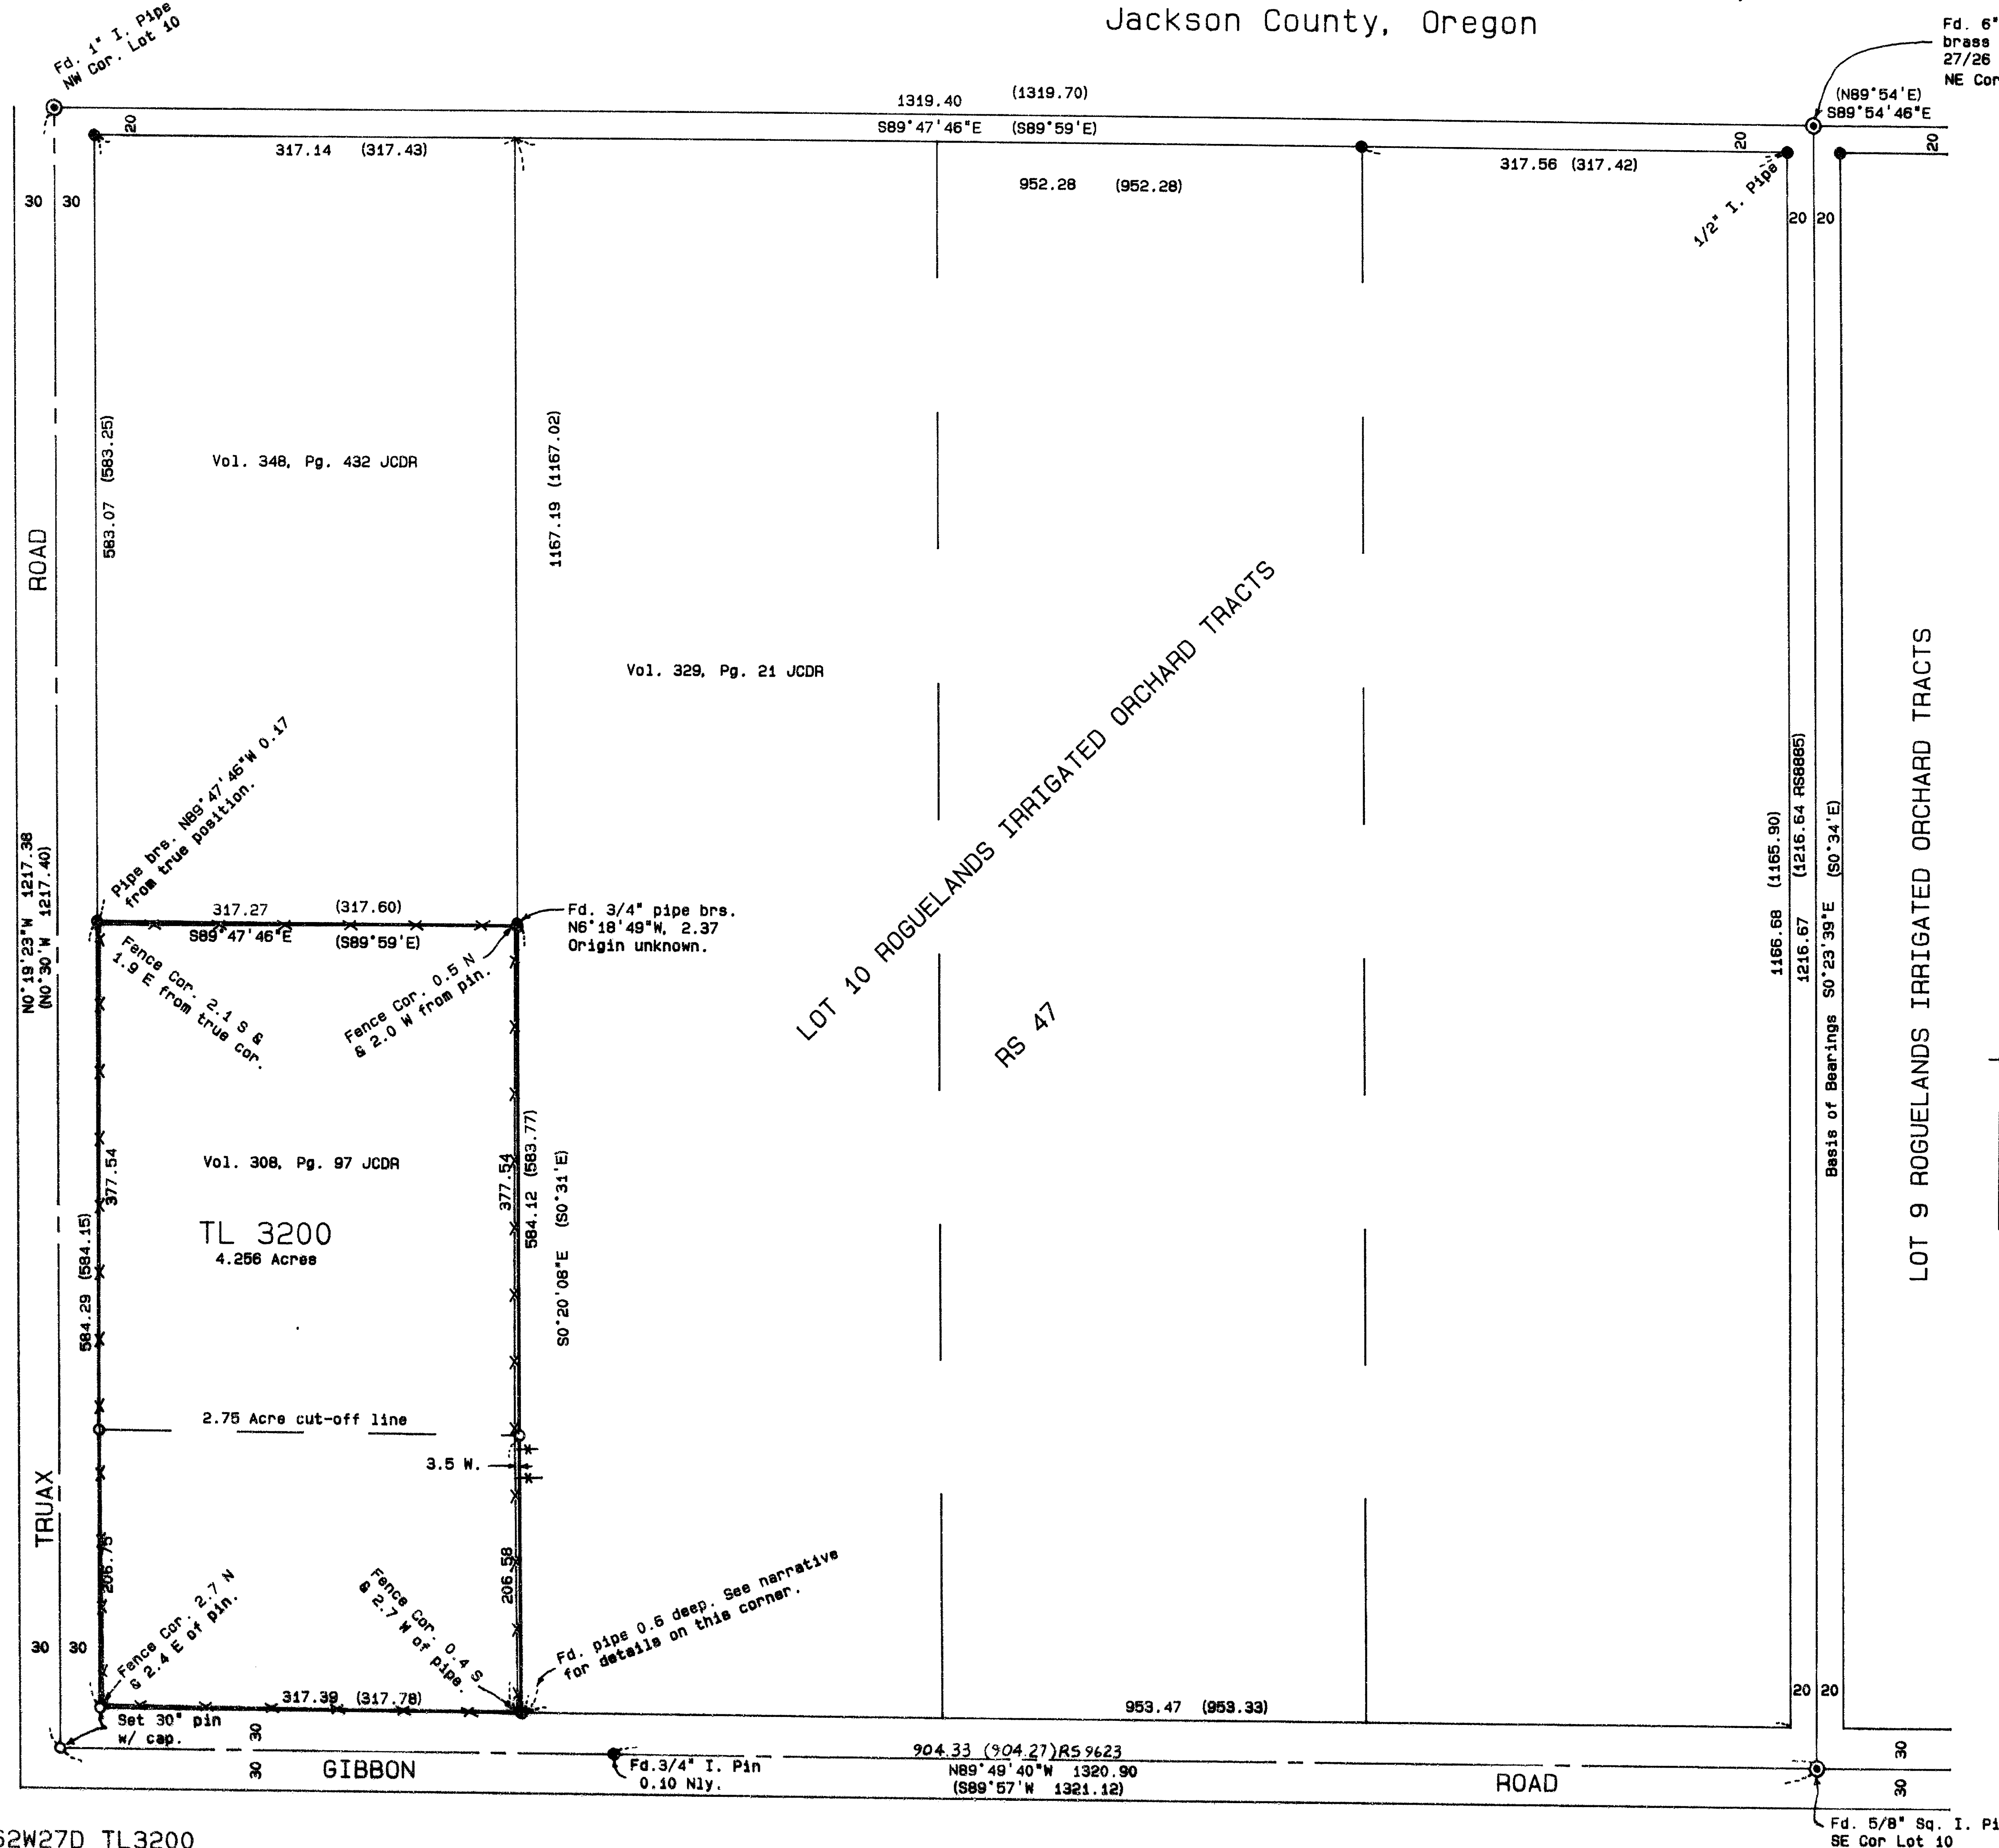 Jackson County, Oregon
Fd. 1" I. Pipe
NW Cor. Lot 10
Fd. 6"
brass
27/26
NE Cor
(N89°54'E)
S89°54'46"E
1319.40 (1319.70)
S89°47'46"E (S89°59'E)
20
317.14 (317.43)
952.28 (952.28)
317.56 (317.42)
20
20
1/2" I. Pipe
30 30
20 20
583.07 (583.25)
Vol. 348, Pg. 432 JCDR
1167.19 (1167.02)
ROAD
Vol. 329, Pg. 21 JCDR
LOT 10 ROGUELANDS IRRIGATED ORCHARD TRACTS
RS 47
LOT 9 ROGUELANDS IRRIGATED ORCHARD TRACTS
1166.68 (1165.90)
1216.67 (1216.64 RS8885)
Basis of Bearings S0°23'39"E (S0°34'E)
N0°19'23"W 1217.38
(N0°30'W 1217.40)
Pipe brs. N89°47'46"W 0.17
from true position.
317.27 (317.60)
S89°47'46"E (S89°59'E)
Fd. 3/4" pipe brs.
N6°18'49"W, 2.37
Origin unknown.
Fence Cor. 2.1 S &
1.9 E from true cor.
Fence Cor. 0.5 N
& 2.0 W from pin.
377.54
584.29 (584.15)
Vol. 308, Pg. 97 JCDR
TL 3200
4.256 Acres
377.54
584.12 (583.77)
S0°20'08"E (S0°31'E)
2.75 Acre cut-off line
3.5 W.
TRUAX
206.75
206.58
Fence Cor. 2.7 N
& 2.4 E of pin.
Fence Cor. 0.4 S
& 2.7 W of pipe.
Fd. pipe 0.6 deep. See narrative
for details on this corner.
30 30
317.39 (317.78)
953.47 (953.33)
20 20
Set 30" pin
w/ cap.
30
30
GIBBON
Fd.3/4" I. Pin
0.10 Nly.
904.33 (904.27)RS9623
N89°49'40"W 1320.90
(S89°57'W 1321.12)
ROAD
30
30
Fd. 5/8" Sq. I. Pi
SE Cor Lot 10
62W27D TL3200